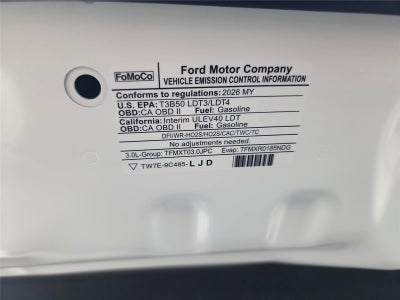 FoMoCo
Ford Motor Company
VEHICLE EMISSION CONTROL INFORMATION
Conforms to regulations: 2026 MY
U.S. EPA: T3B50 LDT3/LDT4
OBD:CA OBD II Fuel: Gasoline
California: Interim ULEV40 LDT
OBD:CA OBD II Fuel: Gasoline
DFI/WR-HO2S/HO2S/CAC/TWC/TC
No adjustments needed.
3.0L-Group: TFMXT03.0JPC Evap: TFMXR0185NDG
TW7E-9C485-LJD